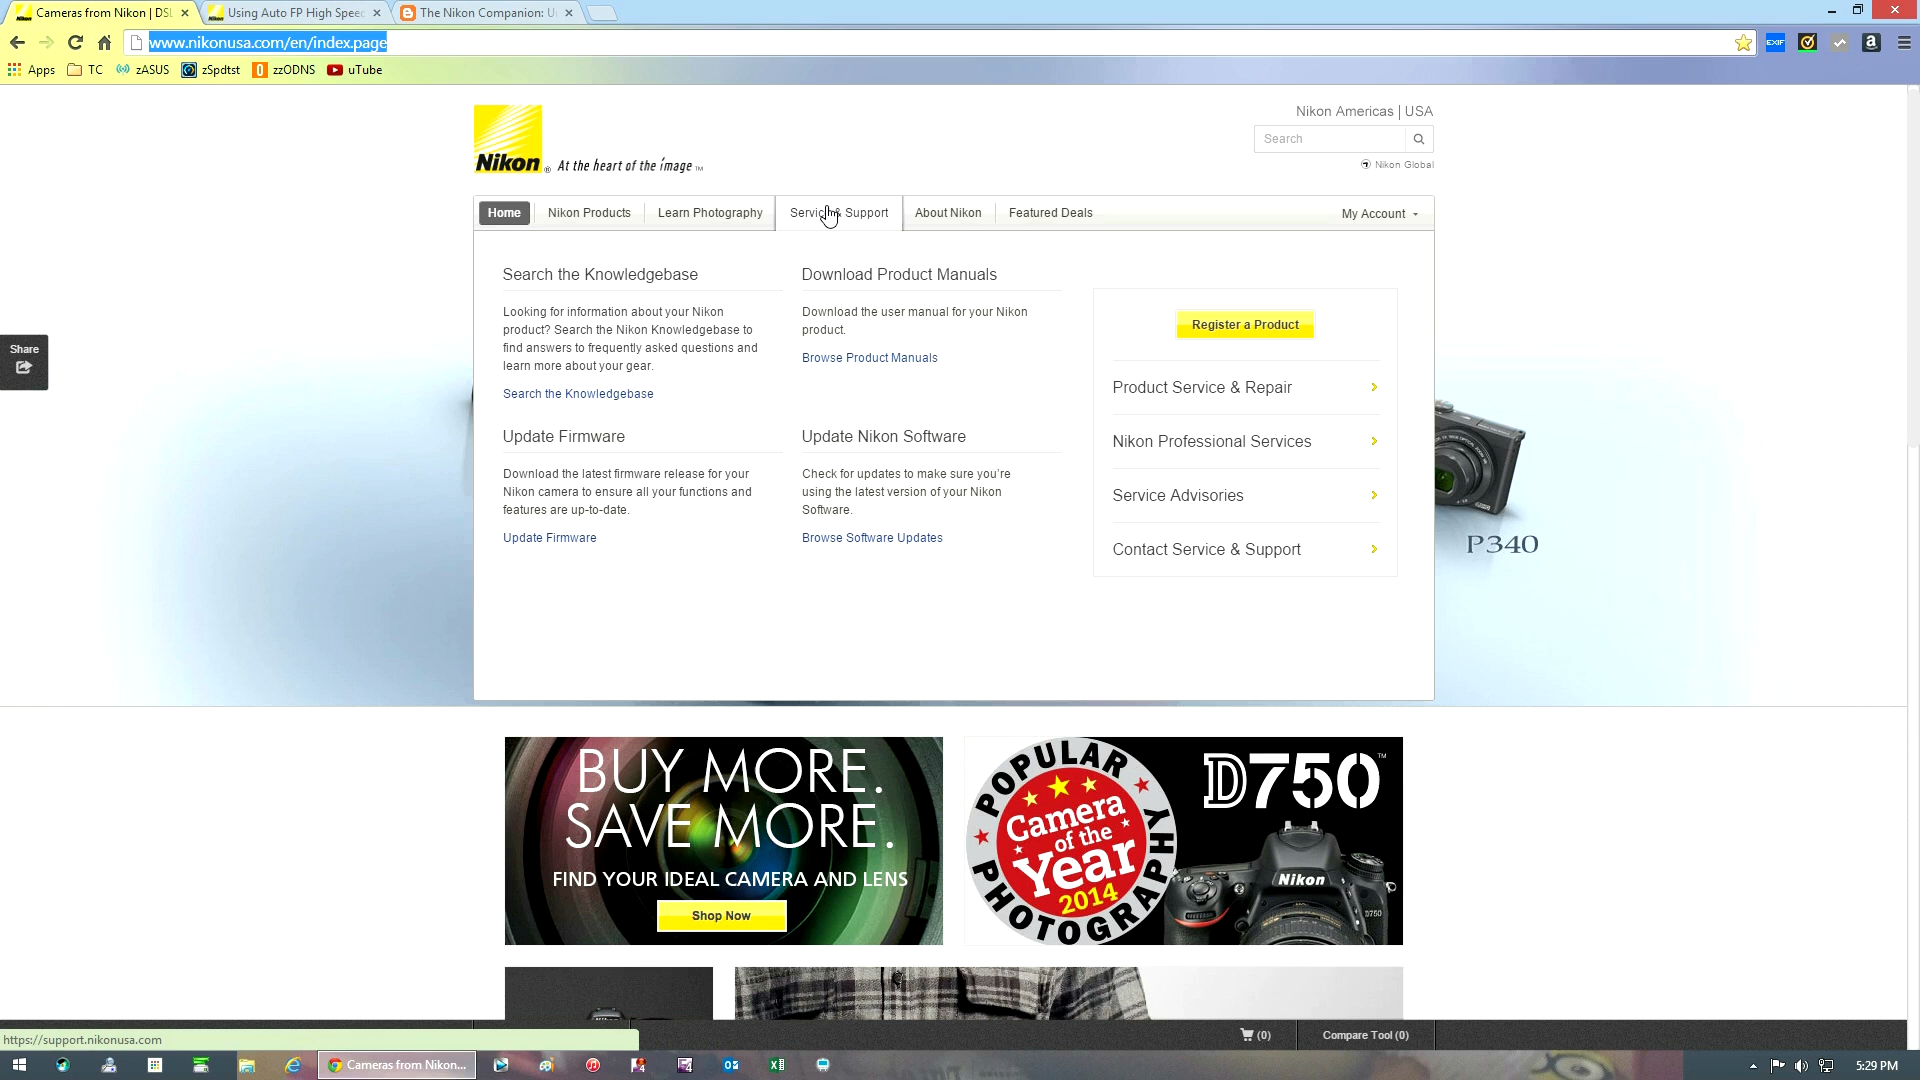 Cameras from Nikon | DSL
Using Auto FP High Speed
The Nikon Companion: U
www.nikonusa.com/en/index.page
EXIF
Apps
TC
zASUS
zSpdtst
zzODNS
uTube
Nikon Americas | USA
Nikon® At the heart of the image™
Search
Nikon Global
Home
Nikon Products
Learn Photography
Service & Support
About Nikon
Featured Deals
My Account
Share
Search the Knowledgebase
Looking for information about your Nikon
product? Search the Nikon Knowledgebase to
find answers to frequently asked questions and
learn more about your gear.
Search the Knowledgebase
Download Product Manuals
Download the user manual for your Nikon
product.
Browse Product Manuals
Update Firmware
Download the latest firmware release for your
Nikon camera to ensure all your functions and
features are up-to-date.
Update Firmware
Update Nikon Software
Check for updates to make sure you're
using the latest version of your Nikon
Software.
Browse Software Updates
Register a Product
Product Service & Repair
Nikon Professional Services
Service Advisories
Contact Service & Support
P340
BUY MORE.
SAVE MORE.
FIND YOUR IDEAL CAMERA AND LENS
Shop Now
POPULAR
PHOTOGRAPHY
Camera
of the
Year
2014
D750™
Nikon
D750
Nikon
(0)
Compare Tool (0)
https://support.nikonusa.com
Cameras from Nikon...
5:29 PM